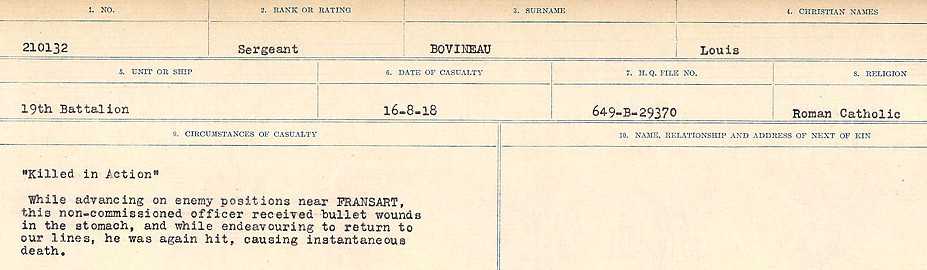 1. NO. 2. RANK OR RATING 3. SURNAME 4. CHRISTIAN NAMES
210132 Sergeant BOVINEAU Louis
5. UNIT OR SHIP 6. DATE OF CASUALTY 7. H.Q. FILE NO. 8. RELIGION
19th Battalion 16-8-18 649-B-29370 Roman Catholic
9. CIRCUMSTANCES OF CASUALTY 10. NAME, RELATIONSHIP AND ADDRESS OF NEXT OF KIN
"Killed in Action"
While advancing on enemy positions near FRANSART,
this non-commissioned officer received bullet wounds
in the stomach, and while endeavouring to return to
our lines, he was again hit, causing instantaneous
death.